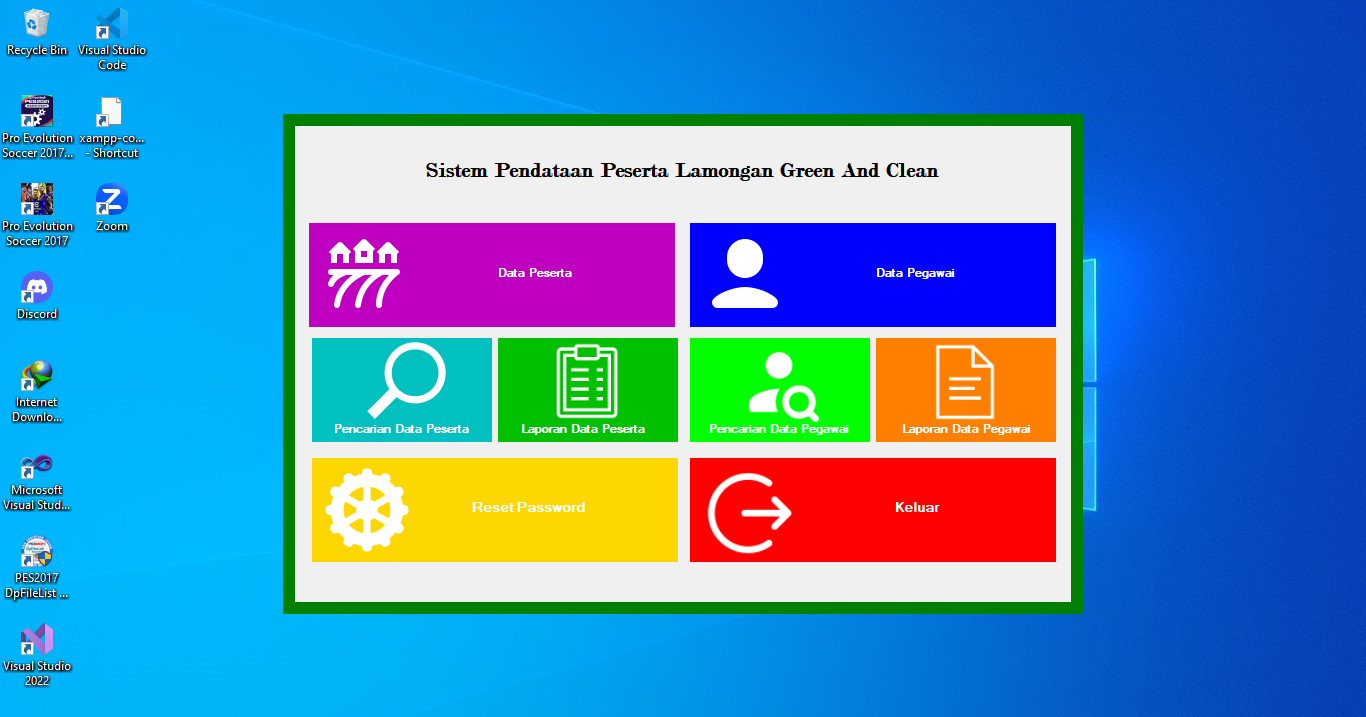 Recycle Bin
Visual Studio
Code
PES2021
Pro Evolution
Soccer 2017...
xampp-co...
- Shortcut
Pro Evolution
Soccer 2017
Zoom
Discord
Internet
Downlo...
Microsoft
Visual Stud...
PES2017
DpFileList ...
Visual Studio
2022
Sistem Pendataan Peserta Lamongan Green And Clean
Data Peserta
Data Pegawai
Pencarian Data Peserta
Laporan Data Peserta
Pencarian Data Pegawai
Laporan Data Pegawai
Reset Password
Keluar